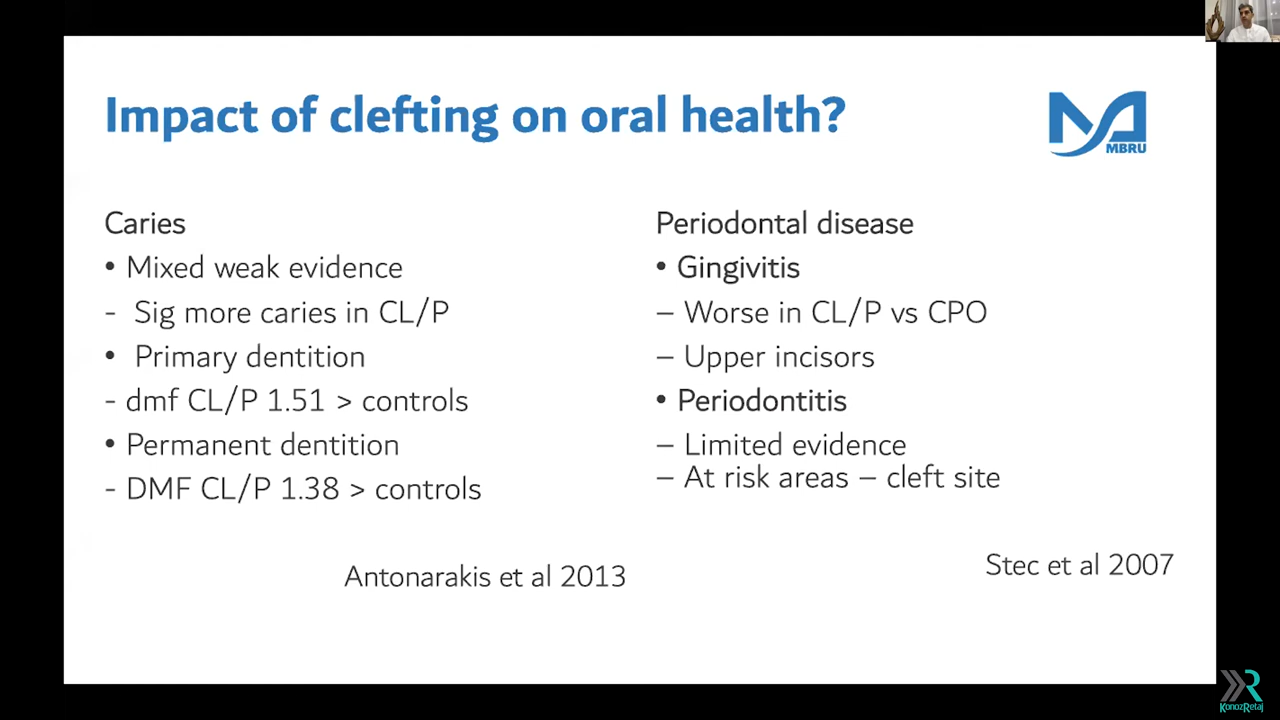 Impact of clefting on oral health?
MBRU
Caries
• Mixed weak evidence
- Sig more caries in CL/P
• Primary dentition
- dmf CL/P 1.51 > controls
• Permanent dentition
- DMF CL/P 1.38 > controls
Antonarakis et al 2013
Periodontal disease
• Gingivitis
– Worse in CL/P vs CPO
– Upper incisors
• Periodontitis
– Limited evidence
– At risk areas – cleft site
Stec et al 2007
KonozRetaj